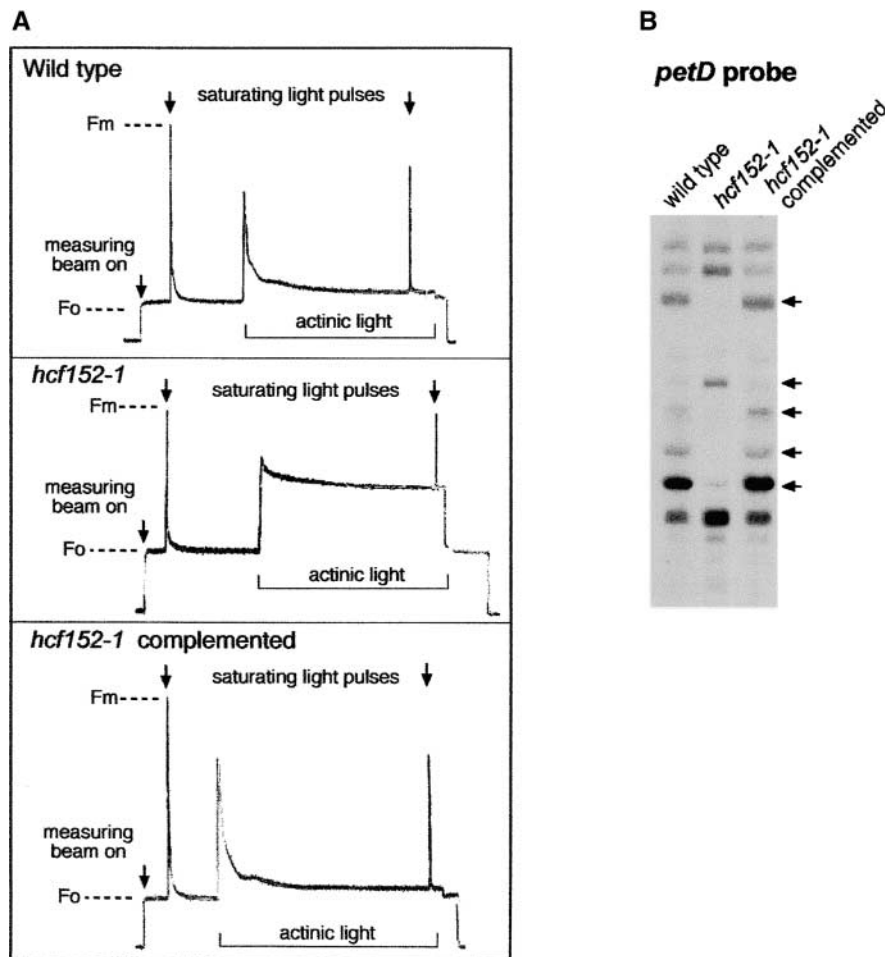 A
Wild type
saturating light pulses
Fm
measuring
beam on
Fo
actinic light
hcf152-1
saturating light pulses
Fm
measuring
beam on
Fo
actinic light
hcf152-1 complemented
saturating light pulses
Fm
measuring
beam on
Fo
actinic light
B
petD probe
wild type
hcf152-1
hcf152-1
complemented